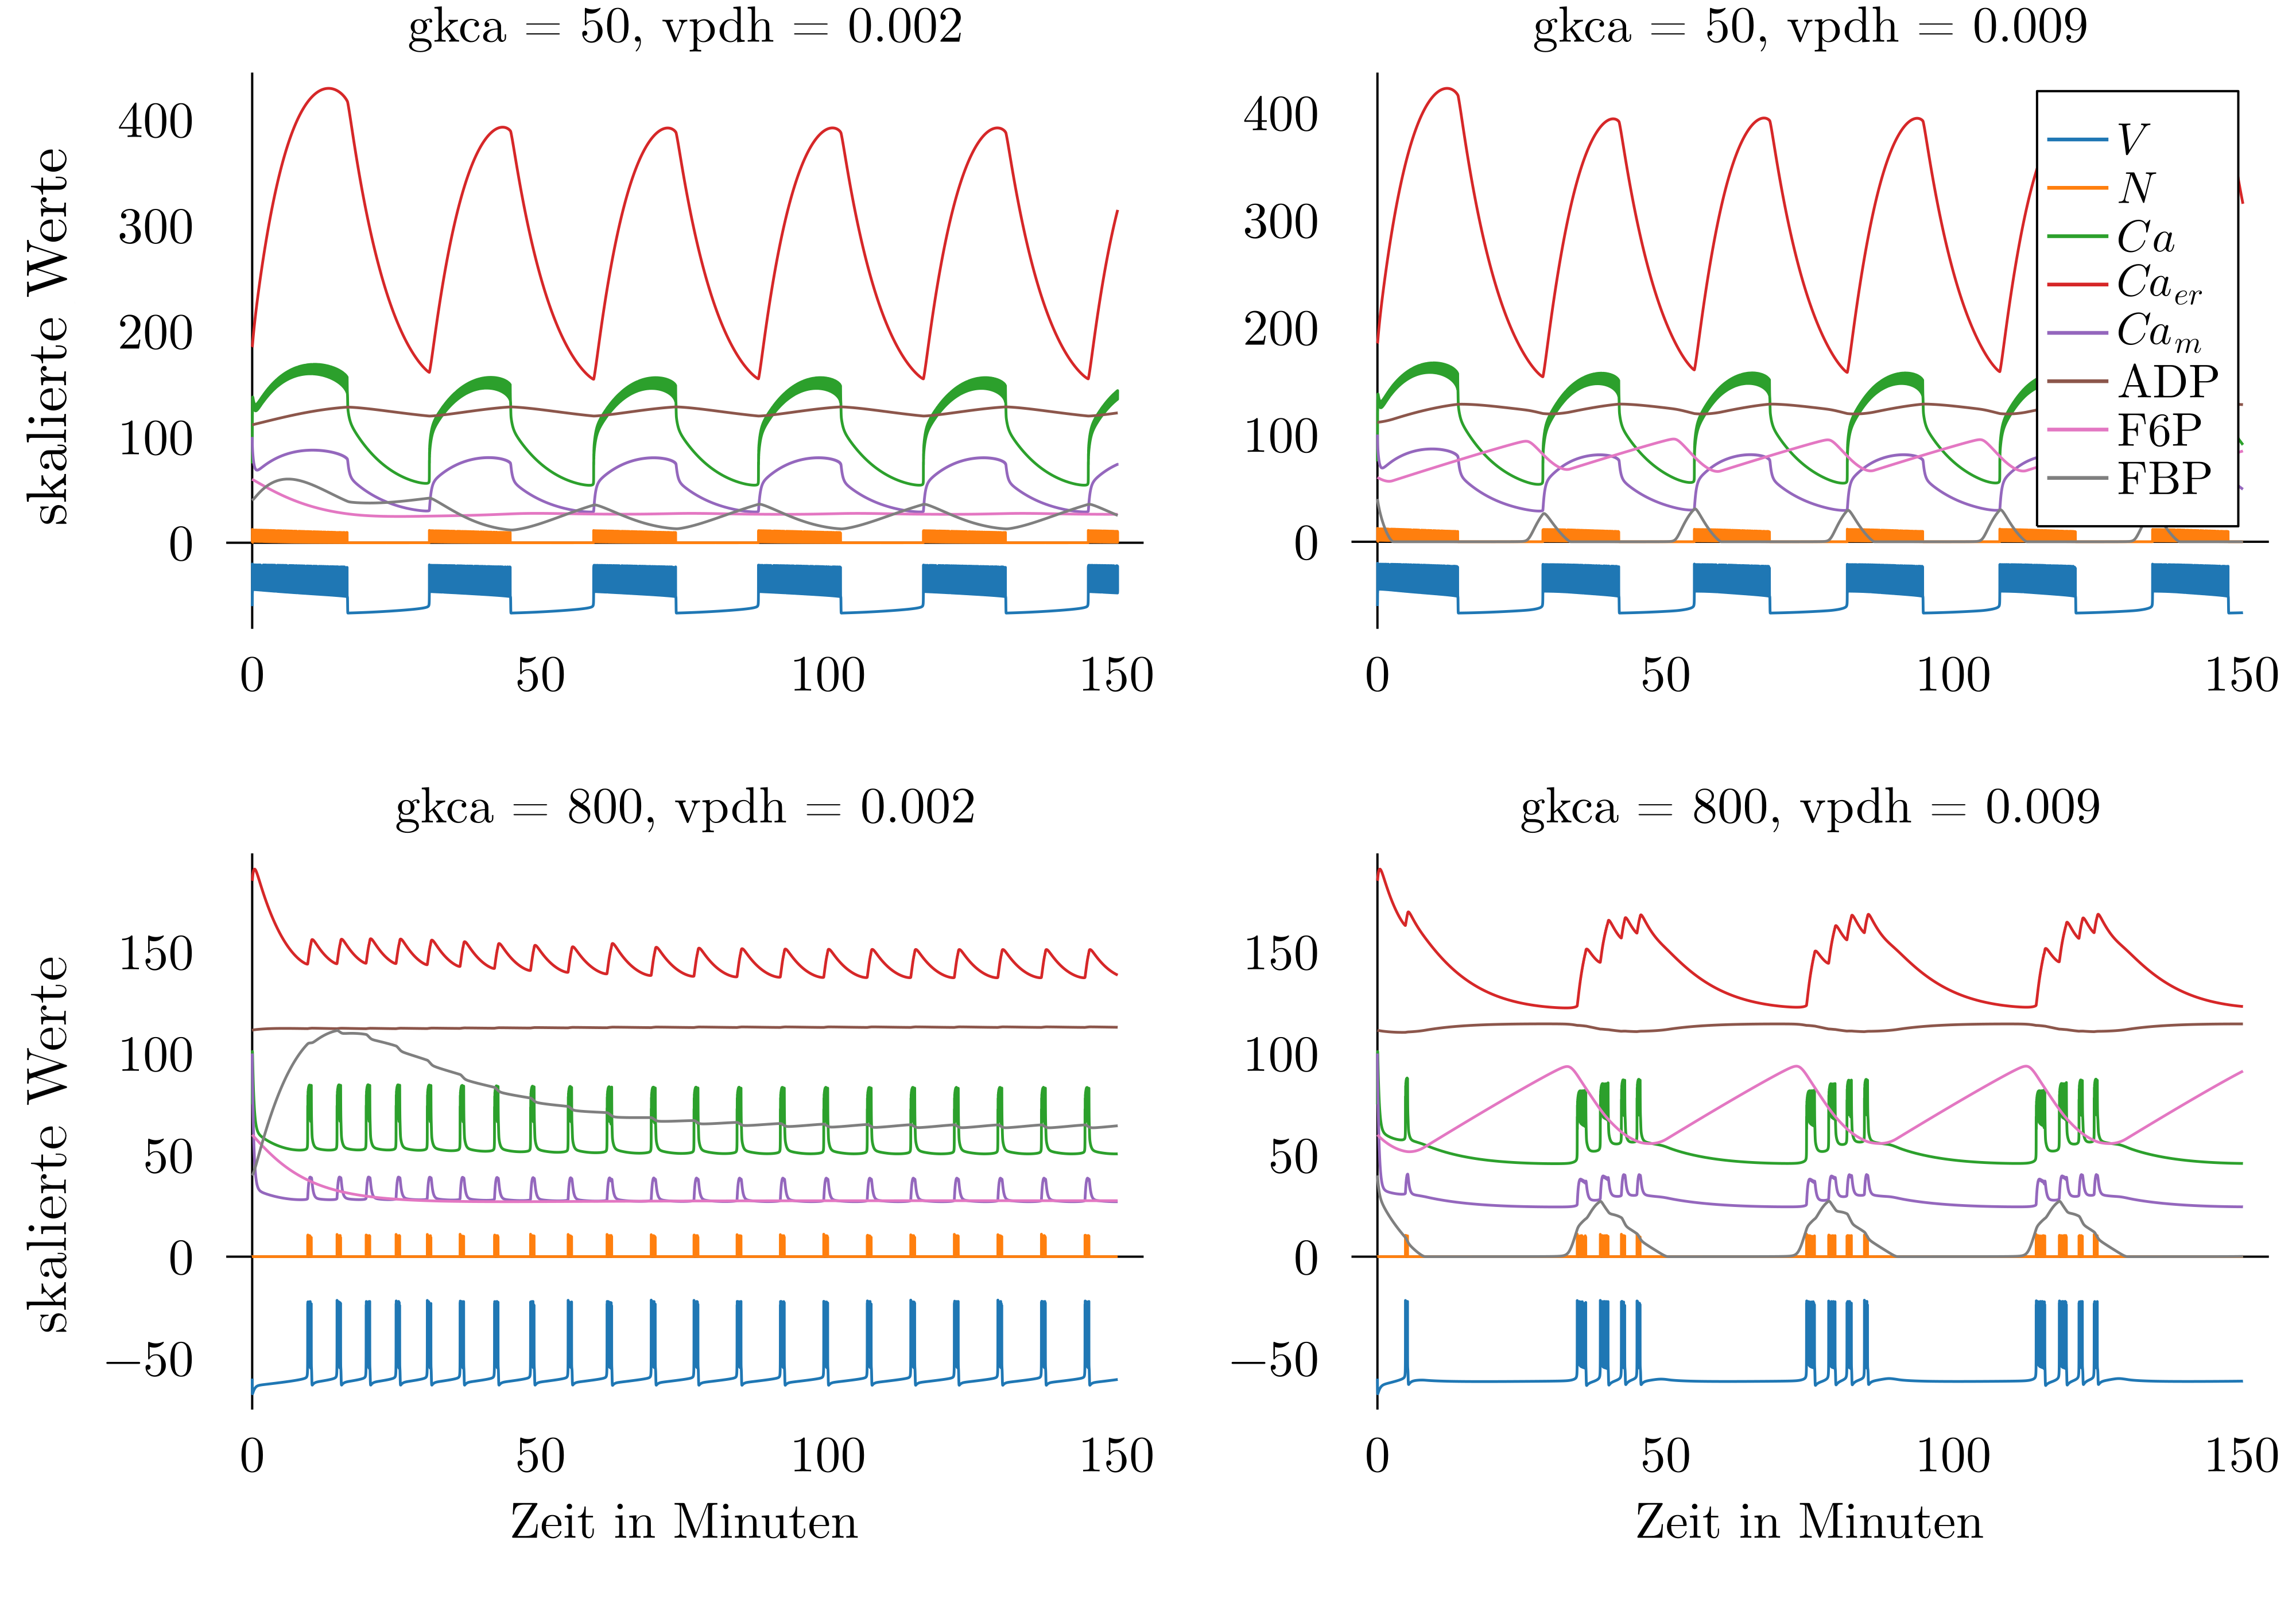 gkca = 50, vpdh = 0.002
skalierte Werte
400
300
200
100
0
0 50 100 150
gkca = 50, vpdh = 0.009
400
300
200
100
0
0 50 100 150
V
N
Ca
Ca_er
Ca_m
ADP
F6P
FBP
gkca = 800, vpdh = 0.002
skalierte Werte
150
100
50
0
−50
0 50 100 150
Zeit in Minuten
gkca = 800, vpdh = 0.009
150
100
50
0
−50
0 50 100 150
Zeit in Minuten